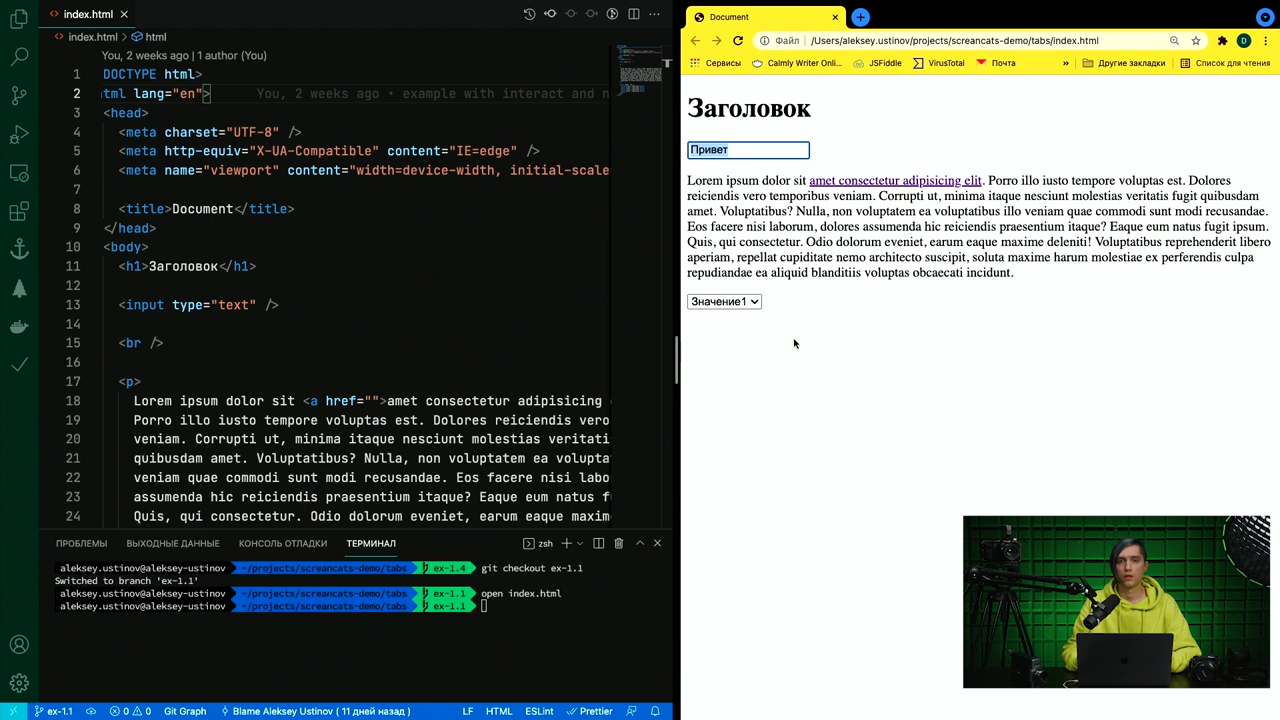 index.html
index.html > html
You, 2 weeks ago | 1 author (You)
1 DOCTYPE html>
2 tml lang="en"> You, 2 weeks ago • example with interact and n
3 <head>
4 <meta charset="UTF-8" />
5 <meta http-equiv="X-UA-Compatible" content="IE=edge" />
6 <meta name="viewport" content="width=device-width, initial-scale
7
8 <title>Document</title>
9 </head>
10 <body>
11 <h1>Заголовок</h1>
12
13 <input type="text" />
14
15 <br />
16
17 <p>
18 Lorem ipsum dolor sit <a href="">amet consectetur adipisicing
19 Porro illo iusto tempore voluptas est. Dolores reiciendis vero
20 veniam. Corrupti ut, minima itaque nesciunt molestias veritati
21 quibusdam amet. Voluptatibus? Nulla, non voluptatem ea volupta
22 veniam quae commodi sunt modi recusandae. Eos facere nisi labo
23 assumenda hic reiciendis praesentium itaque? Eaque eum natus f
24 Quis, qui consectetur. Odio dolorum eveniet, earum eaque maxim
ПРОБЛЕМЫ ВЫХОДНЫЕ ДАННЫЕ КОНСОЛЬ ОТЛАДКИ ТЕРМИНАЛ zsh
aleksey.ustinov@aleksey-ustinov ~/projects/screancats-demo/tabs ex-1.4 git checkout ex-1.1
Switched to branch 'ex-1.1'
aleksey.ustinov@aleksey-ustinov ~/projects/screancats-demo/tabs ex-1.1 open index.html
aleksey.ustinov@aleksey-ustinov ~/projects/screancats-demo/tabs ex-1.1
ex-1.1 0 0 Git Graph Blame Aleksey Ustinov ( 11 дней назад ) LF HTML ESLint Prettier
Document
Файл /Users/aleksey.ustinov/projects/screancats-demo/tabs/index.html D
Сервисы Calmly Writer Onli... JSFiddle VirusTotal Почта » Другие закладки Список для чтения
Заголовок
Привет
Lorem ipsum dolor sit amet consectetur adipisicing elit. Porro illo iusto tempore voluptas est. Dolores
reiciendis vero temporibus veniam. Corrupti ut, minima itaque nesciunt molestias veritatis fugit quibusdam
amet. Voluptatibus? Nulla, non voluptatem ea voluptatibus illo veniam quae commodi sunt modi recusandae.
Eos facere nisi laborum, dolores assumenda hic reiciendis praesentium itaque? Eaque eum natus fugit ipsum.
Quis, qui consectetur. Odio dolorum eveniet, earum eaque maxime deleniti! Voluptatibus reprehenderit libero
aperiam, repellat cupiditate nemo architecto suscipit, soluta maxime harum molestiae ex perferendis culpa
repudiandae ea aliquid blanditiis voluptas obcaecati incidunt.
Значение1